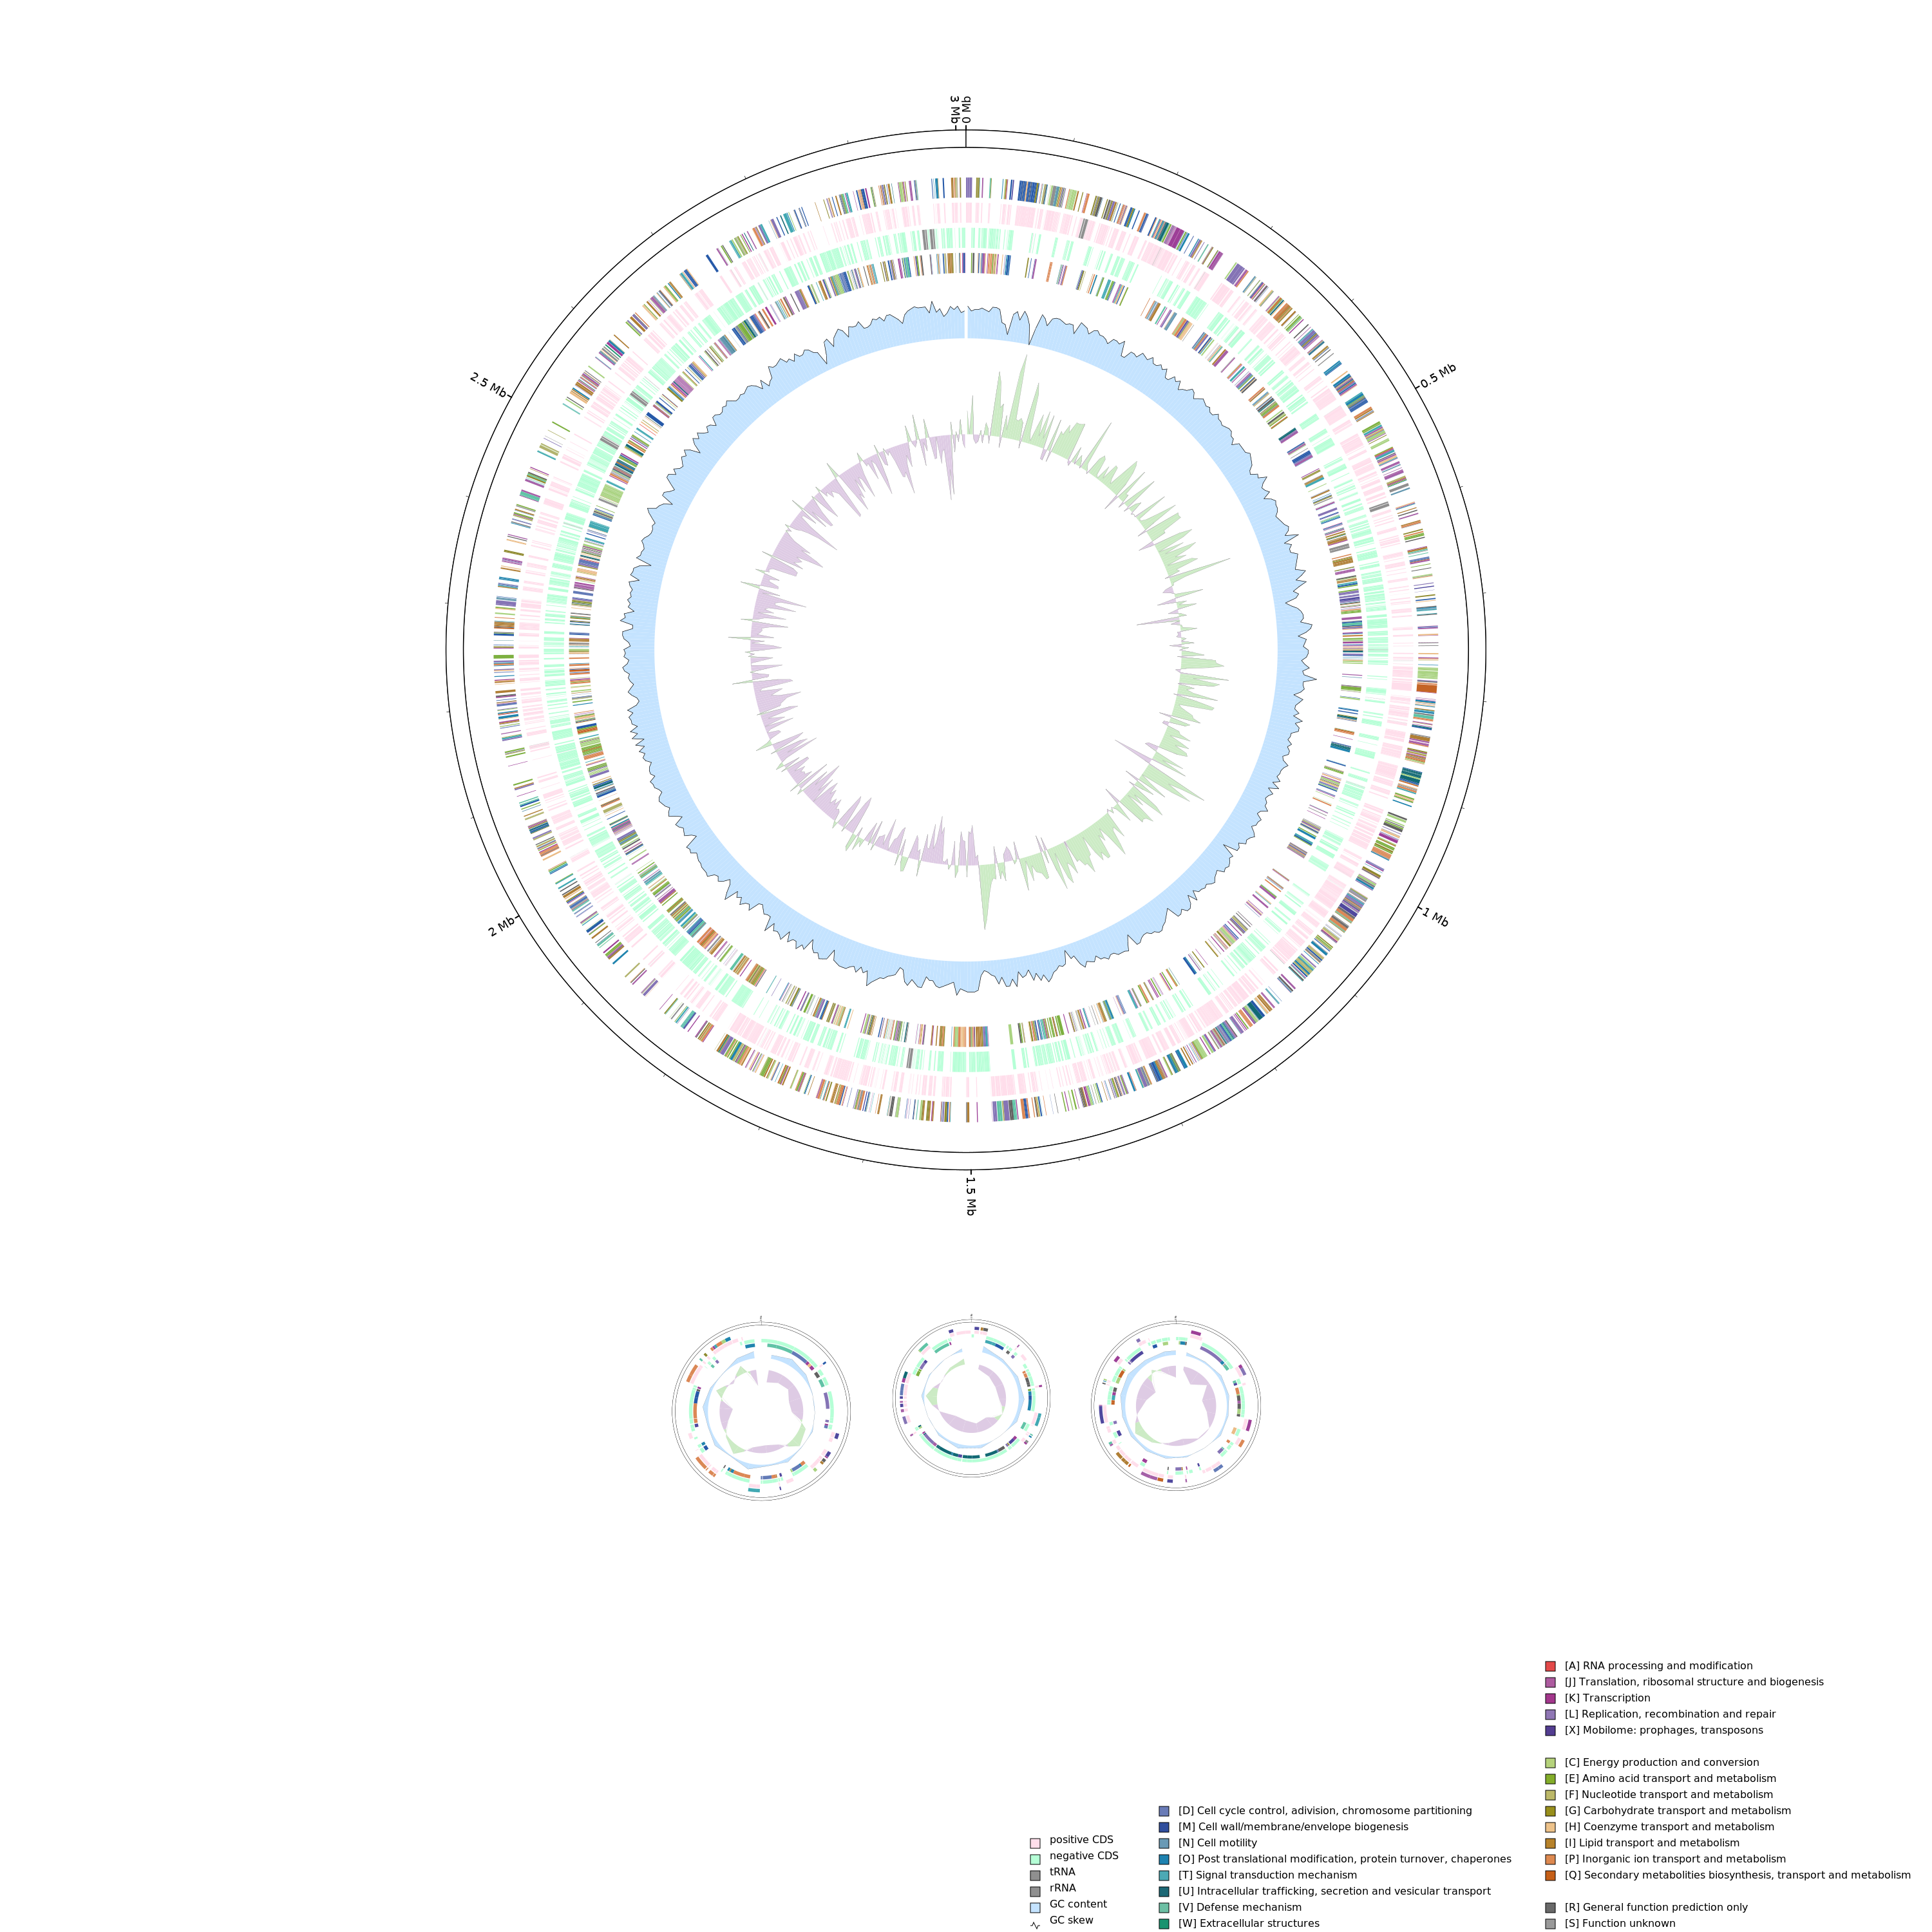 0 Mb
3 Mb
0.5 Mb
2.5 Mb
1 Mb
2 Mb
1.5 Mb
[A] RNA processing and modification
[J] Translation, ribosomal structure and biogenesis
[K] Transcription
[L] Replication, recombination and repair
[X] Mobilome: prophages, transposons
[C] Energy production and conversion
[E] Amino acid transport and metabolism
[F] Nucleotide transport and metabolism
[G] Carbohydrate transport and metabolism
[H] Coenzyme transport and metabolism
[I] Lipid transport and metabolism
[P] Inorganic ion transport and metabolism
[Q] Secondary metabolities biosynthesis, transport and metabolism
[R] General function prediction only
[S] Function unknown
[D] Cell cycle control, adivision, chromosome partitioning
[M] Cell wall/membrane/envelope biogenesis
[N] Cell motility
[O] Post translational modification, protein turnover, chaperones
[T] Signal transduction mechanism
[U] Intracellular trafficking, secretion and vesicular transport
[V] Defense mechanism
[W] Extracellular structures
positive CDS
negative CDS
tRNA
rRNA
GC content
GC skew